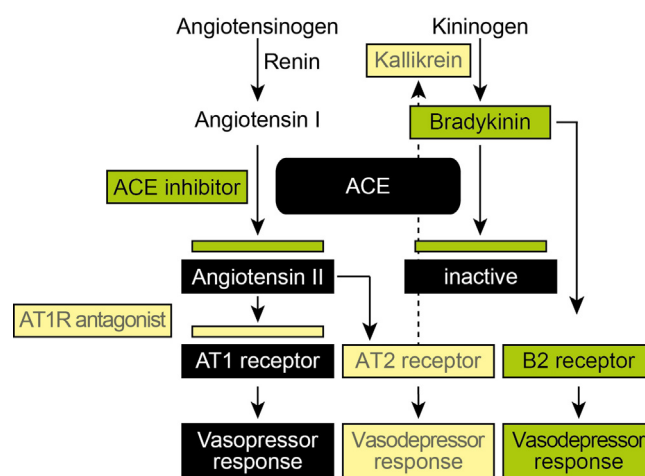 Angiotensinogen
Kininogen
Renin
Kallikrein
Angiotensin I
Bradykinin
ACE inhibitor
ACE
Angiotensin II
inactive
AT1R antagonist
AT1 receptor
AT2 receptor
B2 receptor
Vasopressor
response
Vasodepressor
response
Vasodepressor
response